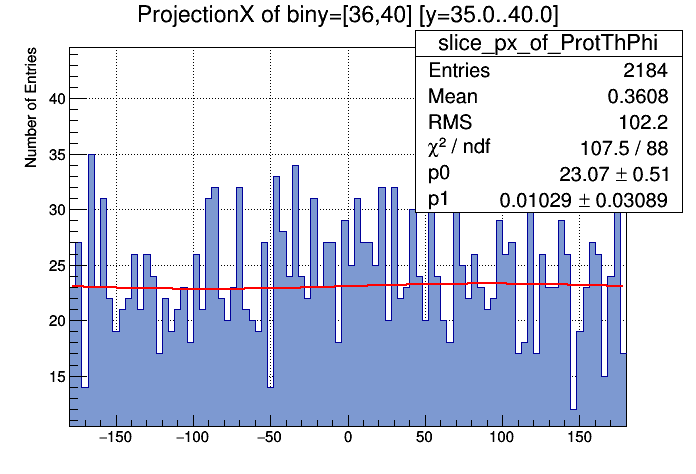 ProjectionX of biny=[36,40] [y=35.0..40.0]
slice_px_of_ProtThPhi
Entries 2184
Mean 0.3608
RMS 102.2
χ² / ndf 107.5 / 88
p0 23.07 ± 0.51
p1 0.01029 ± 0.03089
Number of Entries
40
35
30
25
20
15
−150 −100 −50 0 50 100 150